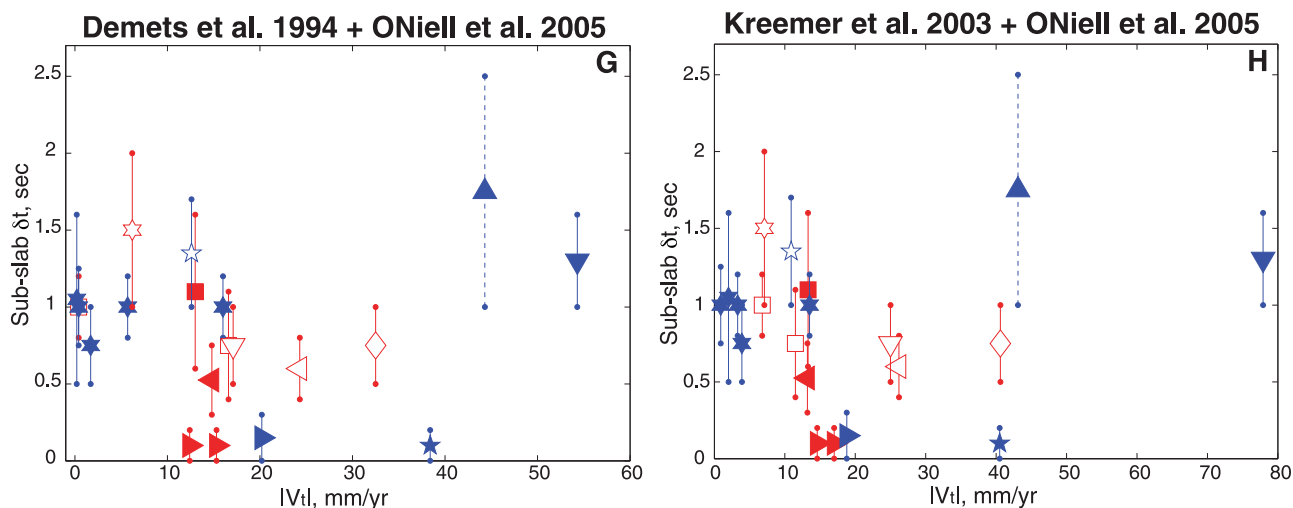 Demets et al. 1994 + ONiell et al. 2005
G
Sub-slab δt, sec
2.5
2
1.5
1
0.5
0
0 10 20 30 40 50 60
|Vt|, mm/yr
Kreemer et al. 2003 + ONiell et al. 2005
H
Sub-slab δt, sec
2.5
2
1.5
1
0.5
0
0 10 20 30 40 50 60 70 80
|Vt|, mm/yr